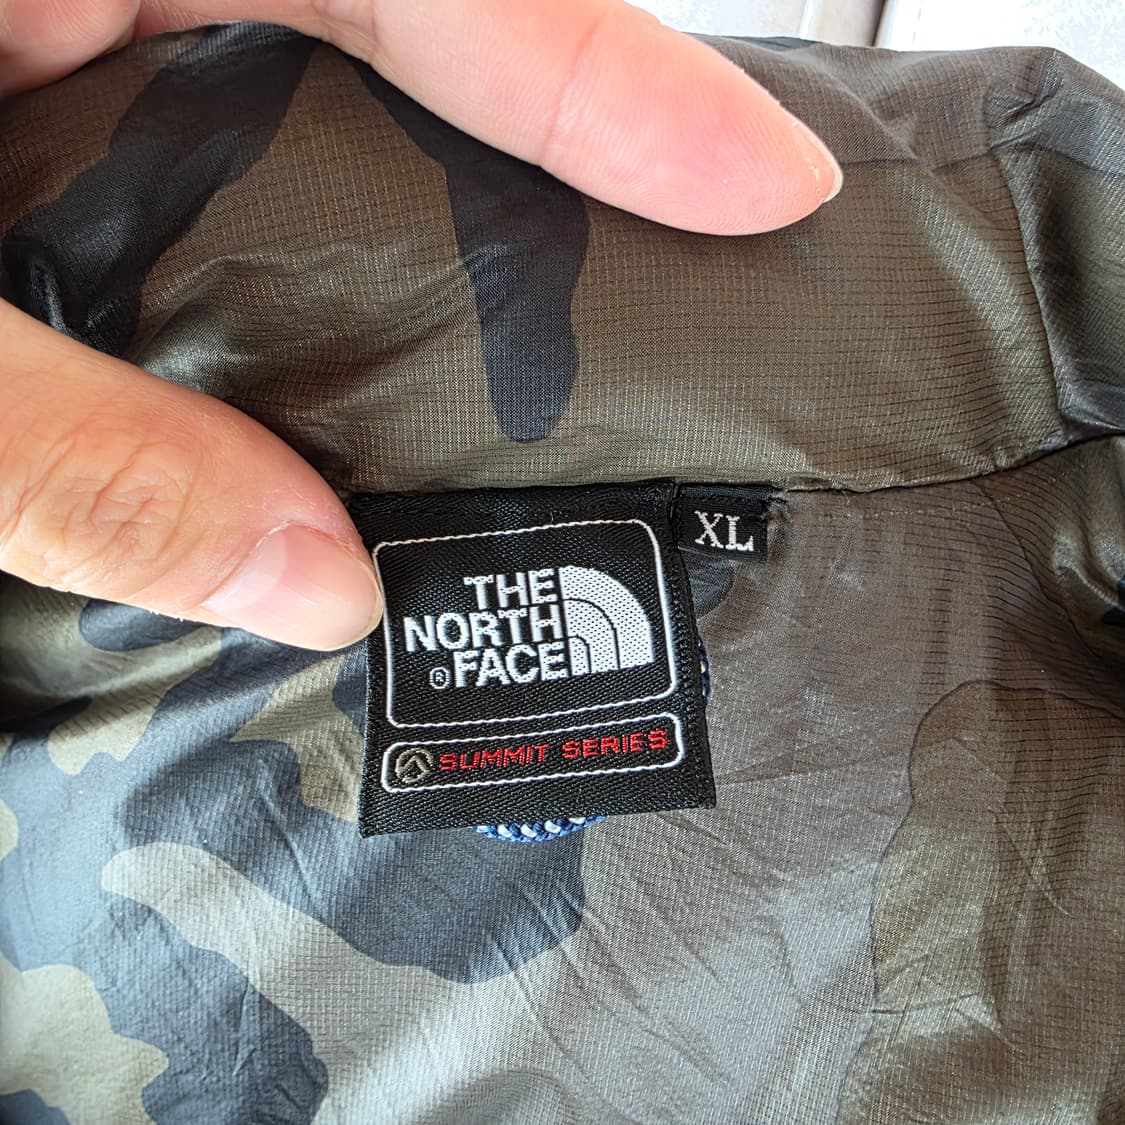 XL
THE
NORTH
® FACE
SUMMIT SERIES